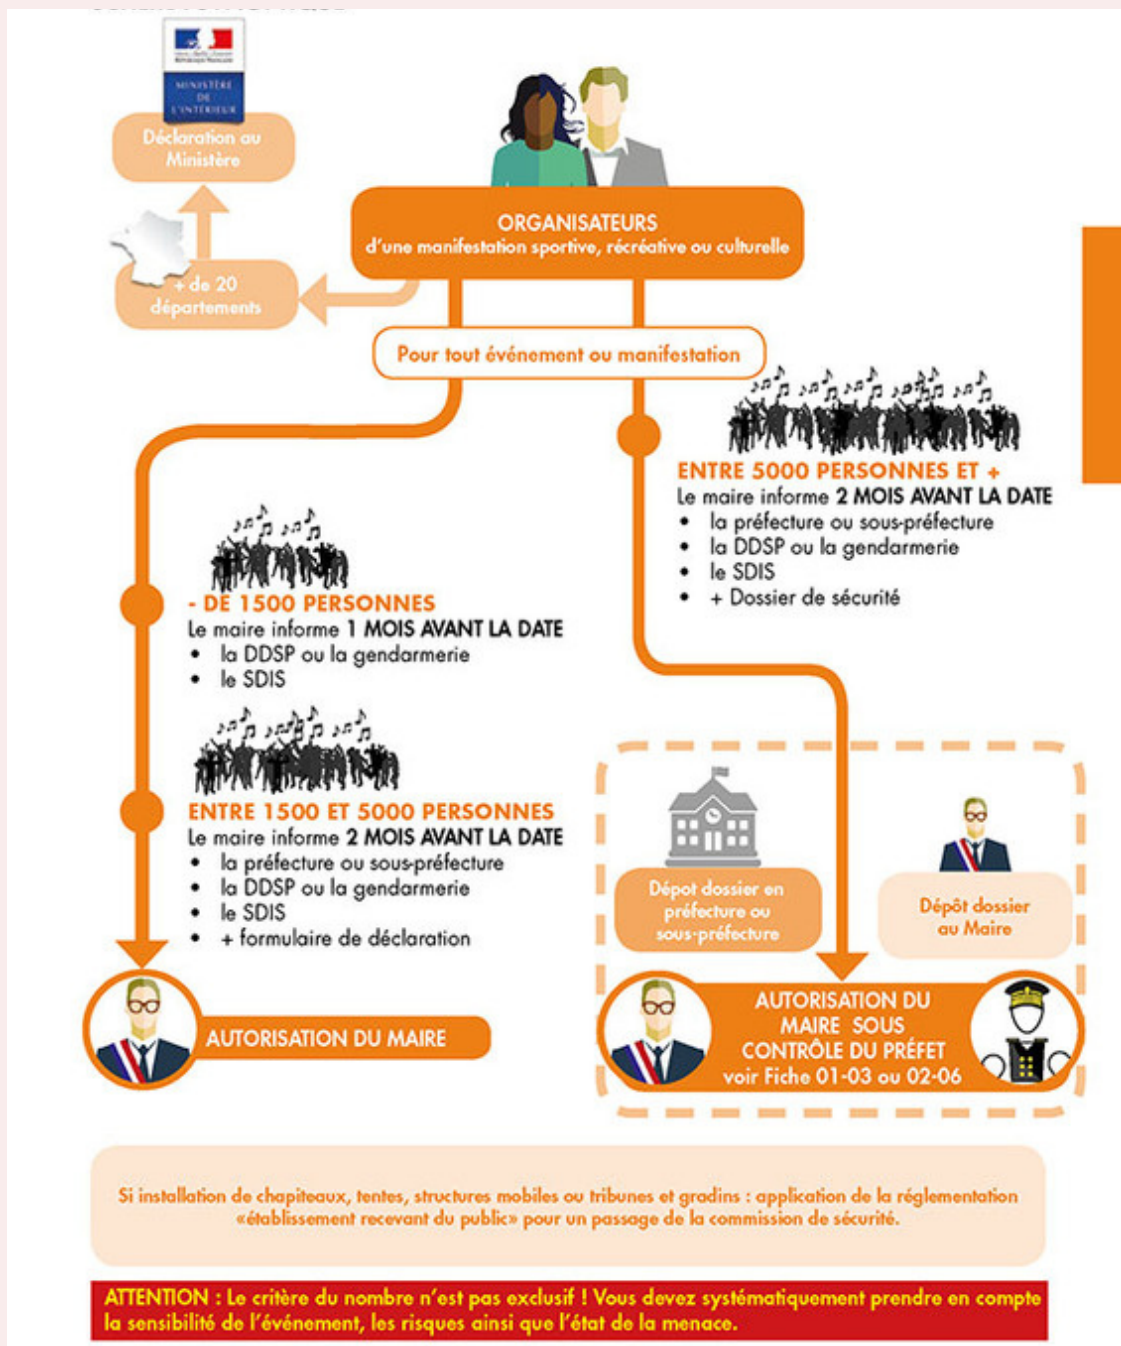 MINISTÈRE
DE
L'INTÉRIEUR
Déclaration au
Ministère
+ de 20
départements
ORGANISATEURS
d'une manifestation sportive, récréative ou culturelle
Pour tout événement ou manifestation
ENTRE 5000 PERSONNES ET +
Le maire informe 2 MOIS AVANT LA DATE
• la préfecture ou sous-préfecture
• la DDSP ou la gendarmerie
• le SDIS
• + Dossier de sécurité
- DE 1500 PERSONNES
Le maire informe 1 MOIS AVANT LA DATE
• la DDSP ou la gendarmerie
• le SDIS
ENTRE 1500 ET 5000 PERSONNES
Le maire informe 2 MOIS AVANT LA DATE
• la préfecture ou sous-préfecture
• la DDSP ou la gendarmerie
• le SDIS
• + formulaire de déclaration
AUTORISATION DU MAIRE
Dépot dossier en
préfecture ou
sous-préfecture
Dépôt dossier
au Maire
AUTORISATION DU
MAIRE SOUS
CONTRÔLE DU PRÉFET
voir Fiche 01-03 ou 02-06
Si installation de chapiteaux, tentes, structures mobiles ou tribunes et gradins : application de la réglementation
«établissement recevant du public» pour un passage de la commission de sécurité.
ATTENTION : Le critère du nombre n'est pas exclusif ! Vous devez systématiquement prendre en compte
la sensibilité de l'événement, les risques ainsi que l'état de la menace.